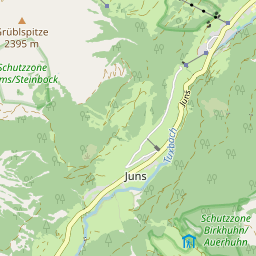 Grüblspitze
2395 m
Schutzzone
ms/Steinbock
Juns
Tuxbach
Juns
Schutzzone
Birkhuhn/
Auerhuhn